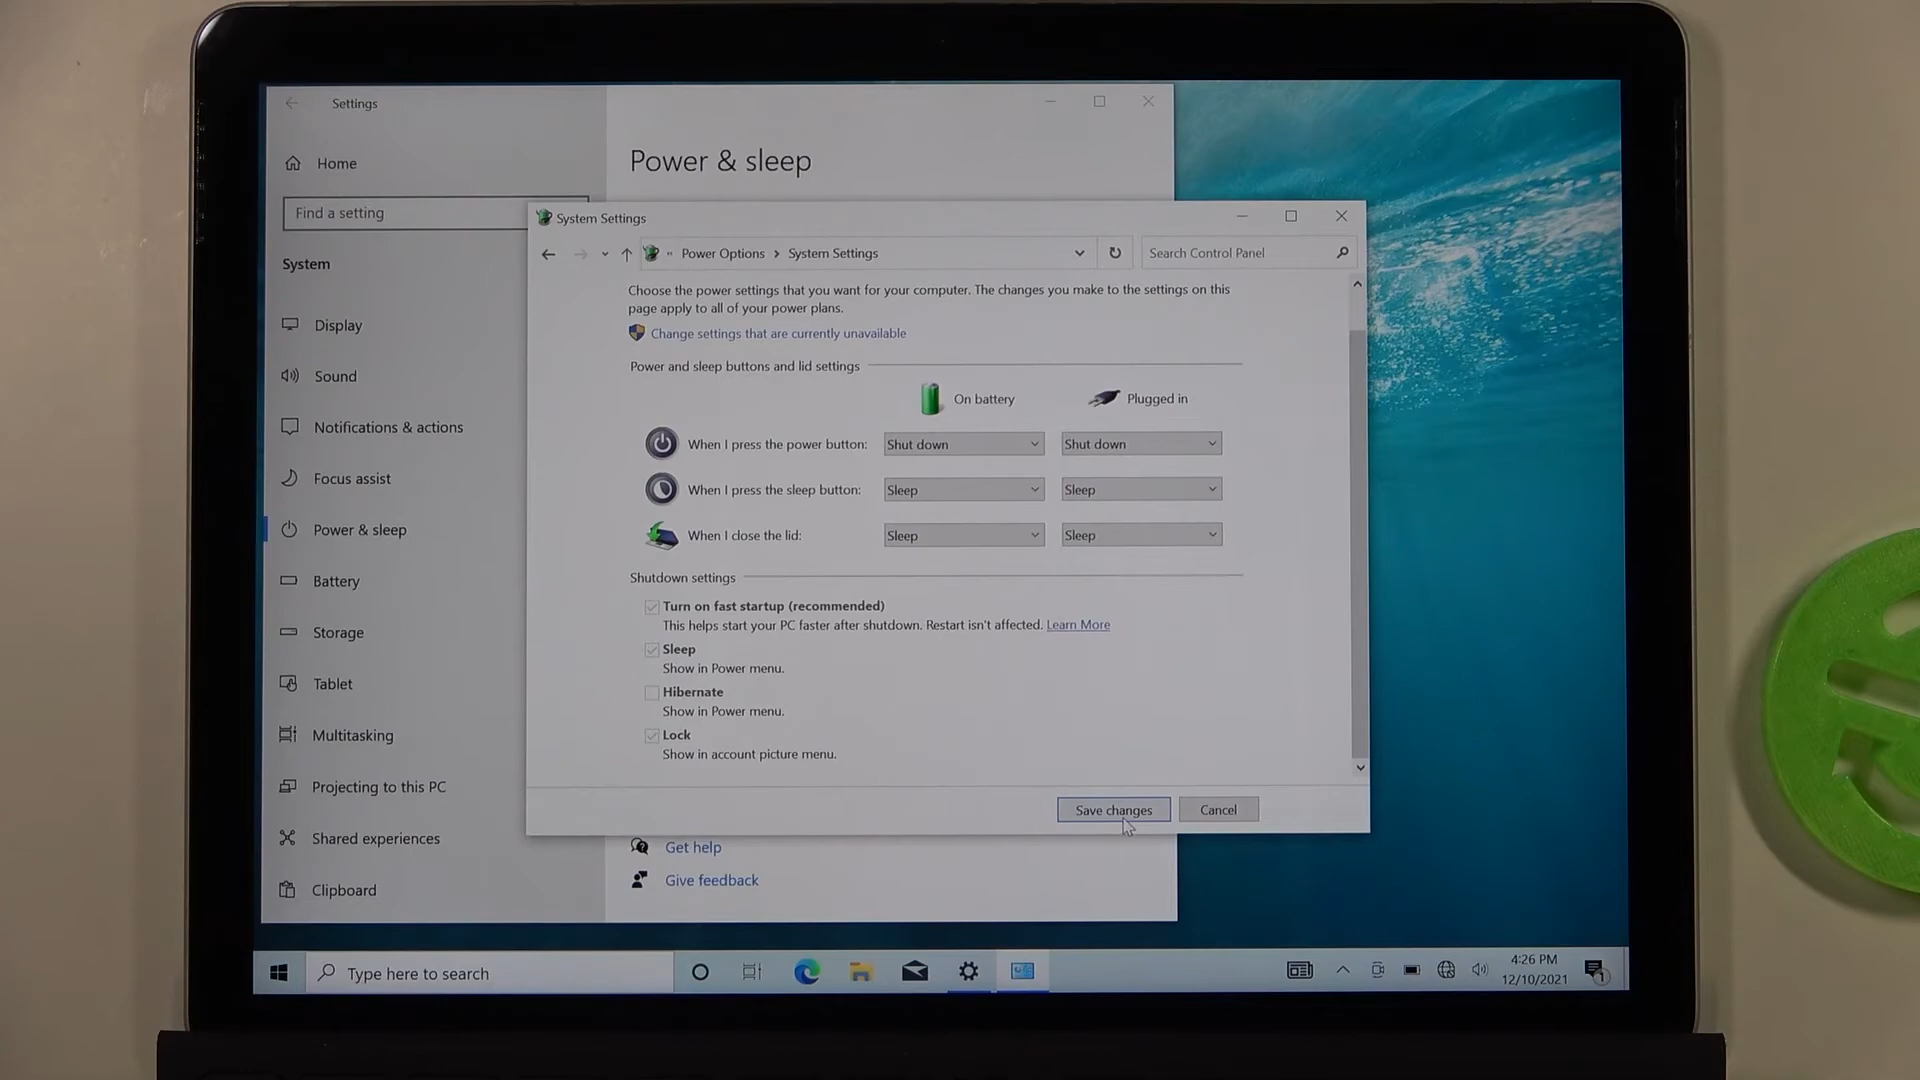 Settings
Home
Find a setting
System
Display
Sound
Notifications & actions
Focus assist
Power & sleep
Battery
Storage
Tablet
Multitasking
Projecting to this PC
Shared experiences
Clipboard
Power & sleep
System Settings
Power Options > System Settings
Search Control Panel
Choose the power settings that you want for your computer. The changes you make to the settings on this
page apply to all of your power plans.
Change settings that are currently unavailable
Power and sleep buttons and lid settings
On battery
Plugged in
When I press the power button: Shut down Shut down
When I press the sleep button: Sleep Sleep
When I close the lid: Sleep Sleep
Shutdown settings
Turn on fast startup (recommended)
This helps start your PC faster after shutdown. Restart isn't affected. Learn More
Sleep
Show in Power menu.
Hibernate
Show in Power menu.
Lock
Show in account picture menu.
Save changes
Cancel
Get help
Give feedback
Type here to search
4:26 PM
12/10/2021
1